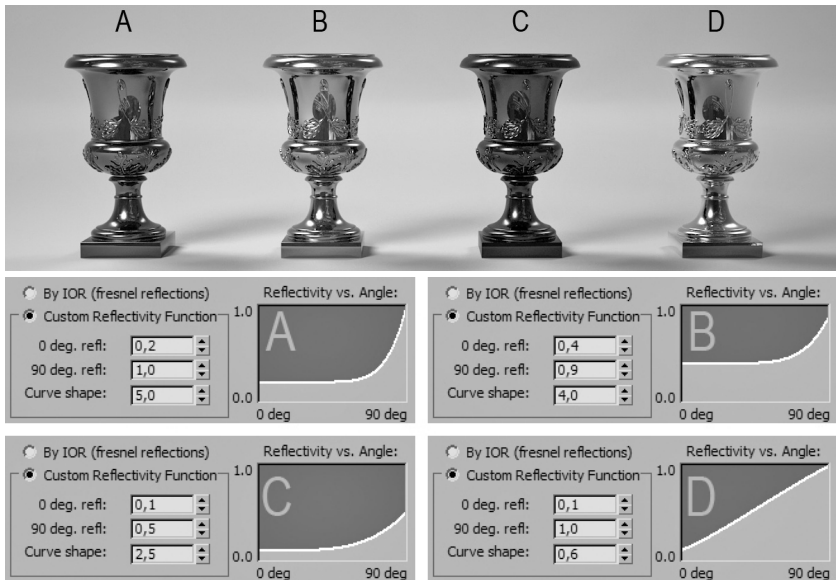 A B C D
By IOR (fresnel reflections)
Custom Reflectivity Function
0 deg. refl: 0,2
90 deg. refl: 1,0
Curve shape: 5,0
Reflectivity vs. Angle:
1.0
A
0.0
0 deg 90 deg
By IOR (fresnel reflections)
Custom Reflectivity Function
0 deg. refl: 0,4
90 deg. refl: 0,9
Curve shape: 4,0
Reflectivity vs. Angle:
1.0
B
0.0
0 deg 90 deg
By IOR (fresnel reflections)
Custom Reflectivity Function
0 deg. refl: 0,1
90 deg. refl: 0,5
Curve shape: 2,5
Reflectivity vs. Angle:
1.0
C
0.0
0 deg 90 deg
By IOR (fresnel reflections)
Custom Reflectivity Function
0 deg. refl: 0,1
90 deg. refl: 1,0
Curve shape: 0,6
Reflectivity vs. Angle:
1.0
D
0.0
0 deg 90 deg